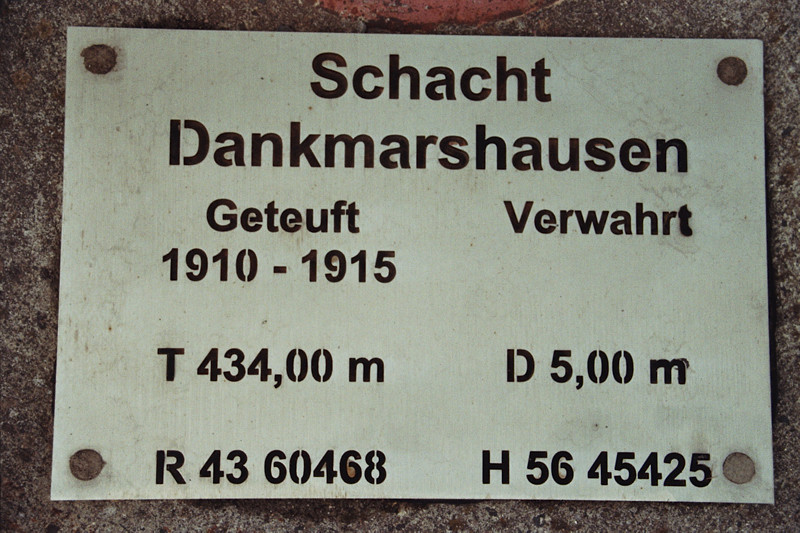 Schacht
Dankmarshausen
Geteuft Verwahrt
1910 - 1915
T 434,00 m D 5,00 m
R 43 60468 H 56 45425